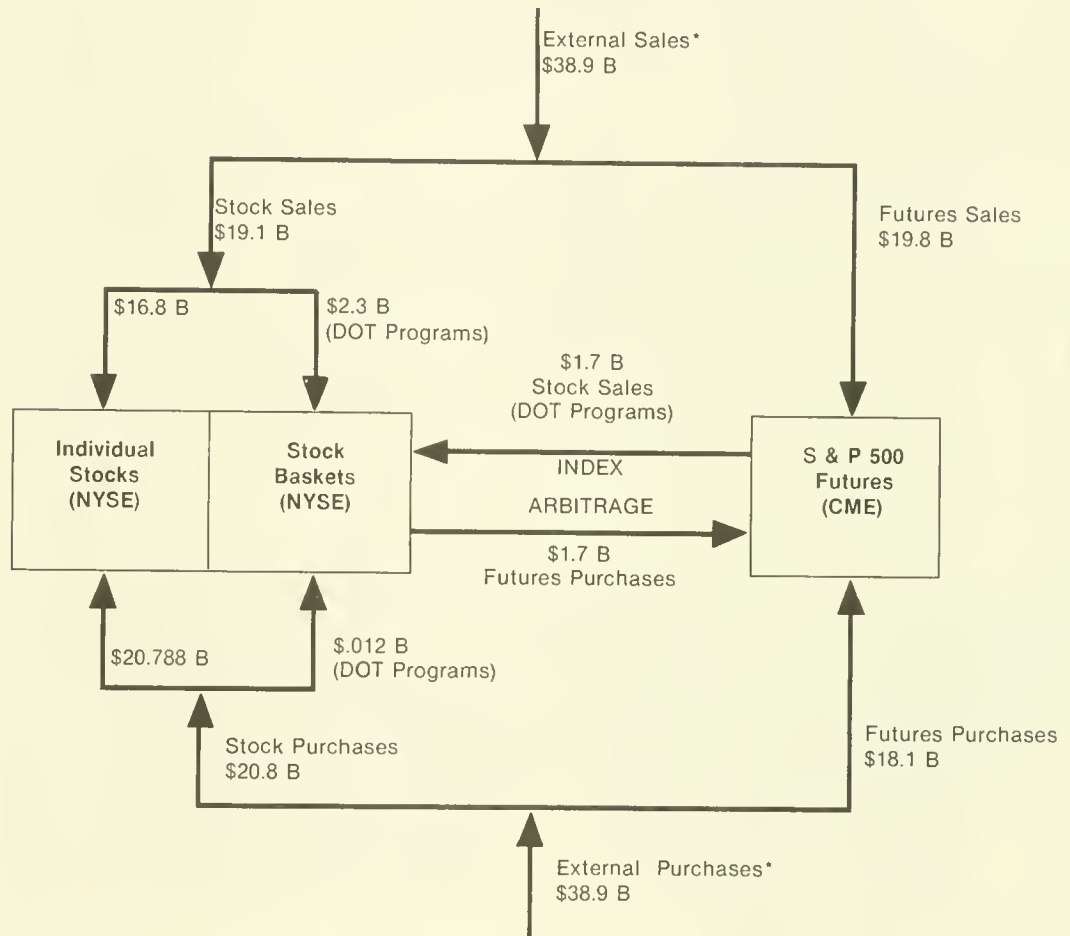 External Sales*
$38.9 B
Stock Sales
$19.1 B
Futures Sales
$19.8 B
$16.8 B
$2.3 B
(DOT Programs)
$1.7 B
Stock Sales
(DOT Programs)
Individual
Stocks
(NYSE)
Stock
Baskets
(NYSE)
INDEX
ARBITRAGE
S & P 500
Futures
(CME)
$1.7 B
Futures Purchases
$20.788 B
$.012 B
(DOT Programs)
Stock Purchases
$20.8 B
Futures Purchases
$18.1 B
External Purchases*
$38.9 B